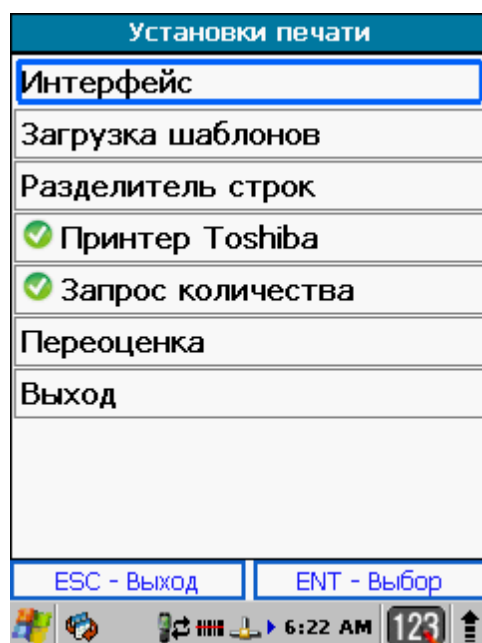 Установки печати
Интерфейс
Загрузка шаблонов
Разделитель строк
Принтер Toshiba
Запрос количества
Переоценка
Выход
ESC - Выход ENT - Выбор
6:22 AM 123